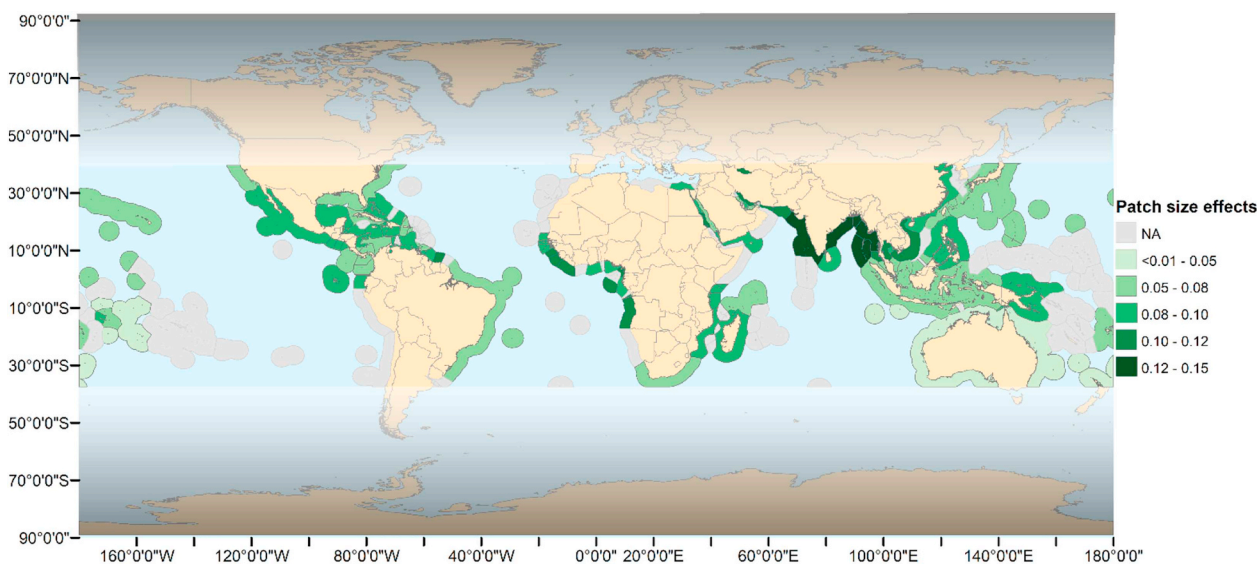 90°0'0"N
70°0'0"N
50°0'0"N
30°0'0"N
10°0'0"N
10°0'0"S
30°0'0"S
50°0'0"S
70°0'0"S
90°0'0"
160°0'0"W 120°0'0"W 80°0'0"W 40°0'0"W 0°0'0"E 20°0'0"E 60°0'0"E 100°0'0"E 140°0'0"E 180°0'0"
Patch size effects
NA
<0.01 - 0.05
0.05 - 0.08
0.08 - 0.10
0.10 - 0.12
0.12 - 0.15